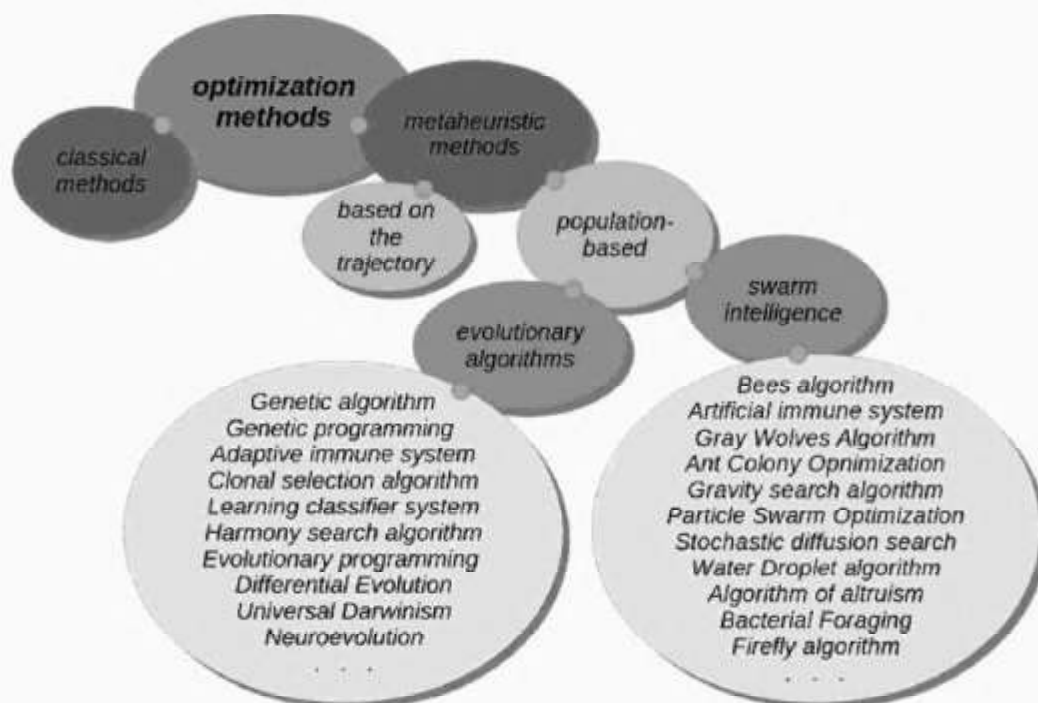 optimization
methods
metaheuristic
methods
classical
methods
based on
the
trajectory
population-
based
swarm
intelligence
evolutionary
algorithms
Genetic algorithm
Genetic programming
Adaptive immune system
Clonal selection algorithm
Learning classifier system
Harmony search algorithm
Evolutionary programming
Differential Evolution
Universal Darwinism
Neuroevolution
. . .
Bees algorithm
Artificial immune system
Gray Wolves Algorithm
Ant Colony Opnimization
Gravity search algorithm
Particle Swarm Optimization
Stochastic diffusion search
Water Droplet algorithm
Algorithm of altruism
Bacterial Foraging
Firefly algorithm
. . .